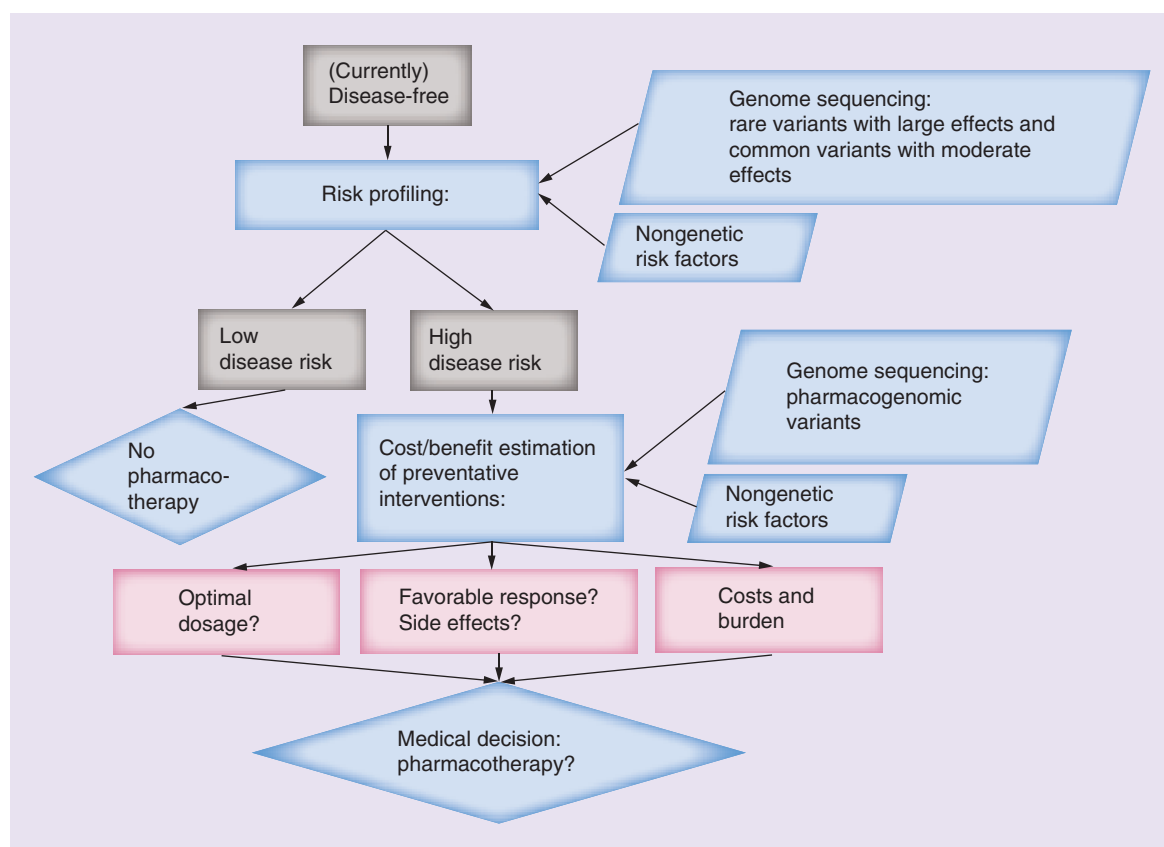 (Currently)
Disease-free
Genome sequencing:
rare variants with large effects and
common variants with moderate
effects
Risk profiling:
Nongenetic
risk factors
Low
disease risk
High
disease risk
Genome sequencing:
pharmacogenomic
variants
No
pharmaco-
therapy
Cost/benefit estimation
of preventative
interventions:
Nongenetic
risk factors
Optimal
dosage?
Favorable response?
Side effects?
Costs and
burden
Medical decision:
pharmacotherapy?